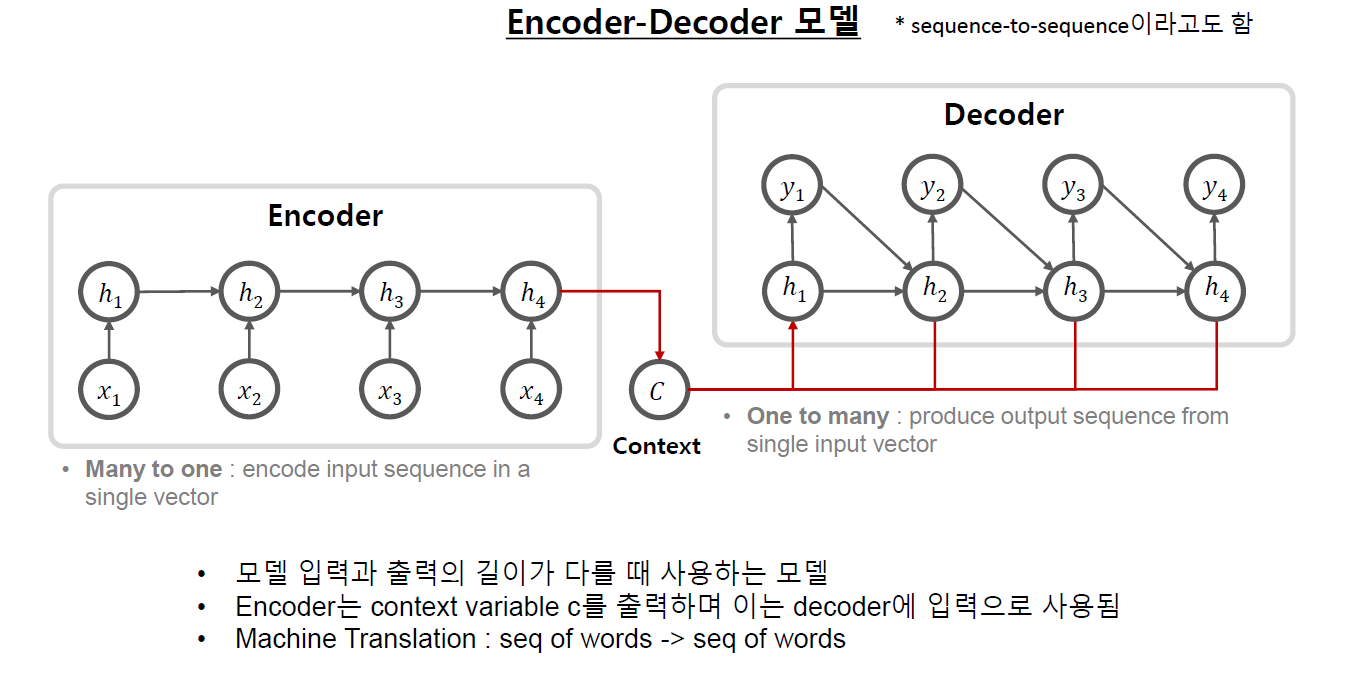 Encoder-Decoder 모델
* sequence-to-sequence이라고도 함
Encoder
h₁ h₂ h₃ h₄
x₁ x₂ x₃ x₄
• Many to one : encode input sequence in a
single vector
C
Context
Decoder
y₁ y₂ y₃ y₄
h₁ h₂ h₃ h₄
• One to many : produce output sequence from
single input vector
• 모델 입력과 출력의 길이가 다를 때 사용하는 모델
• Encoder는 context variable c를 출력하며 이는 decoder에 입력으로 사용됨
• Machine Translation : seq of words -> seq of words